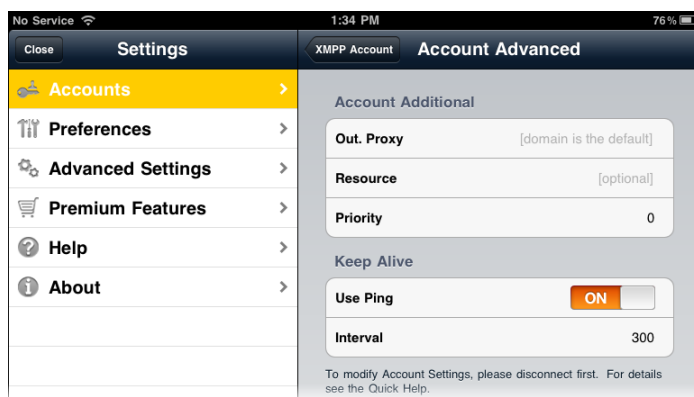 No Service 1:34 PM 76%
Close Settings
XMPP Account Account Advanced
Accounts
Preferences
Advanced Settings
Premium Features
Help
About
Account Additional
Out. Proxy [domain is the default]
Resource [optional]
Priority 0
Keep Alive
Use Ping ON
Interval 300
To modify Account Settings, please disconnect first. For details
see the Quick Help.